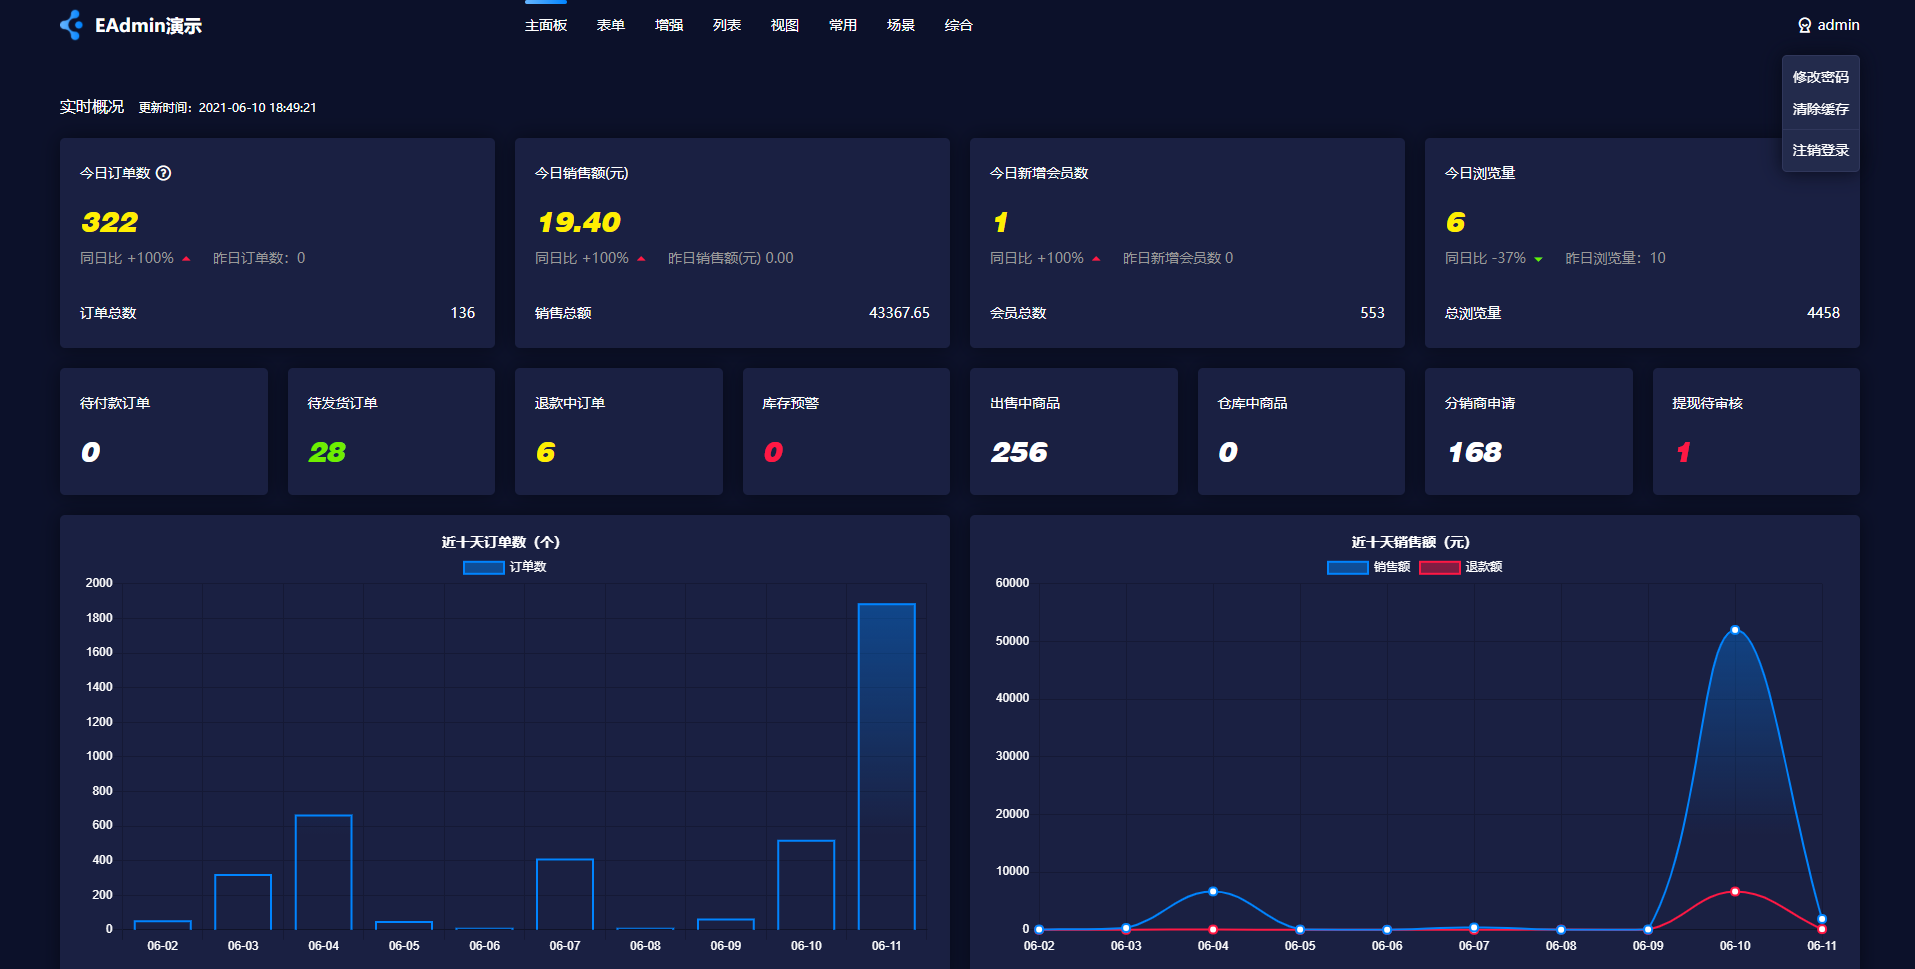 EAdmin演示
主面板 表单 增强 列表 视图 常用 场景 综合
admin
修改密码
清除缓存
注销登录
实时概况 更新时间：2021-06-10 18:49:21
今日订单数
322
同日比 +100% 昨日订单数：0
订单总数 136
今日销售额(元)
19.40
同日比 +100% 昨日销售额(元) 0.00
销售总额 43367.65
今日新增会员数
1
同日比 +100% 昨日新增会员数 0
会员总数 553
今日浏览量
6
同日比 -37% 昨日浏览量：10
总浏览量 4458
待付款订单
0
待发货订单
28
退款中订单
6
库存预警
0
出售中商品
256
仓库中商品
0
分销商申请
168
提现待审核
1
近十天订单数（个）
订单数
2000
1800
1600
1400
1200
1000
800
600
400
200
0
06-02 06-03 06-04 06-05 06-06 06-07 06-08 06-09 06-10 06-11
近十天销售额（元）
销售额 退款额
60000
50000
40000
30000
20000
10000
0
06-02 06-03 06-04 06-05 06-06 06-07 06-08 06-09 06-10 06-11